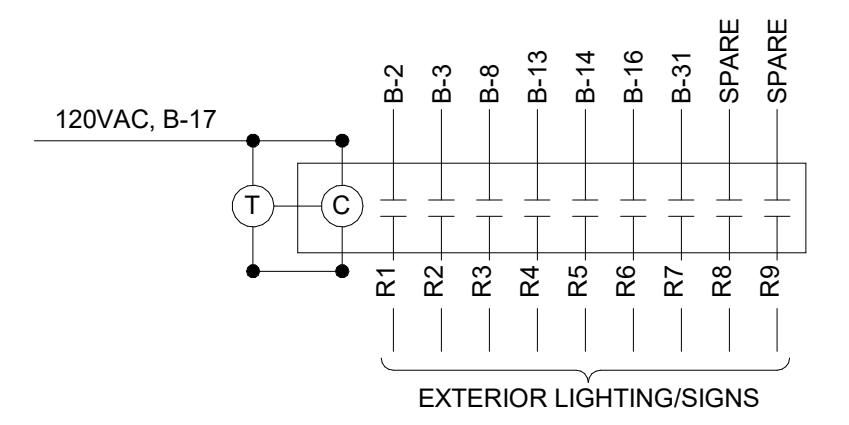 B-2
B-3
B-8
B-13
B-14
B-16
B-31
SPARE
SPARE
120VAC, B-17
T
C
R1
R2
R3
R4
R5
R6
R7
R8
R9
EXTERIOR LIGHTING/SIGNS